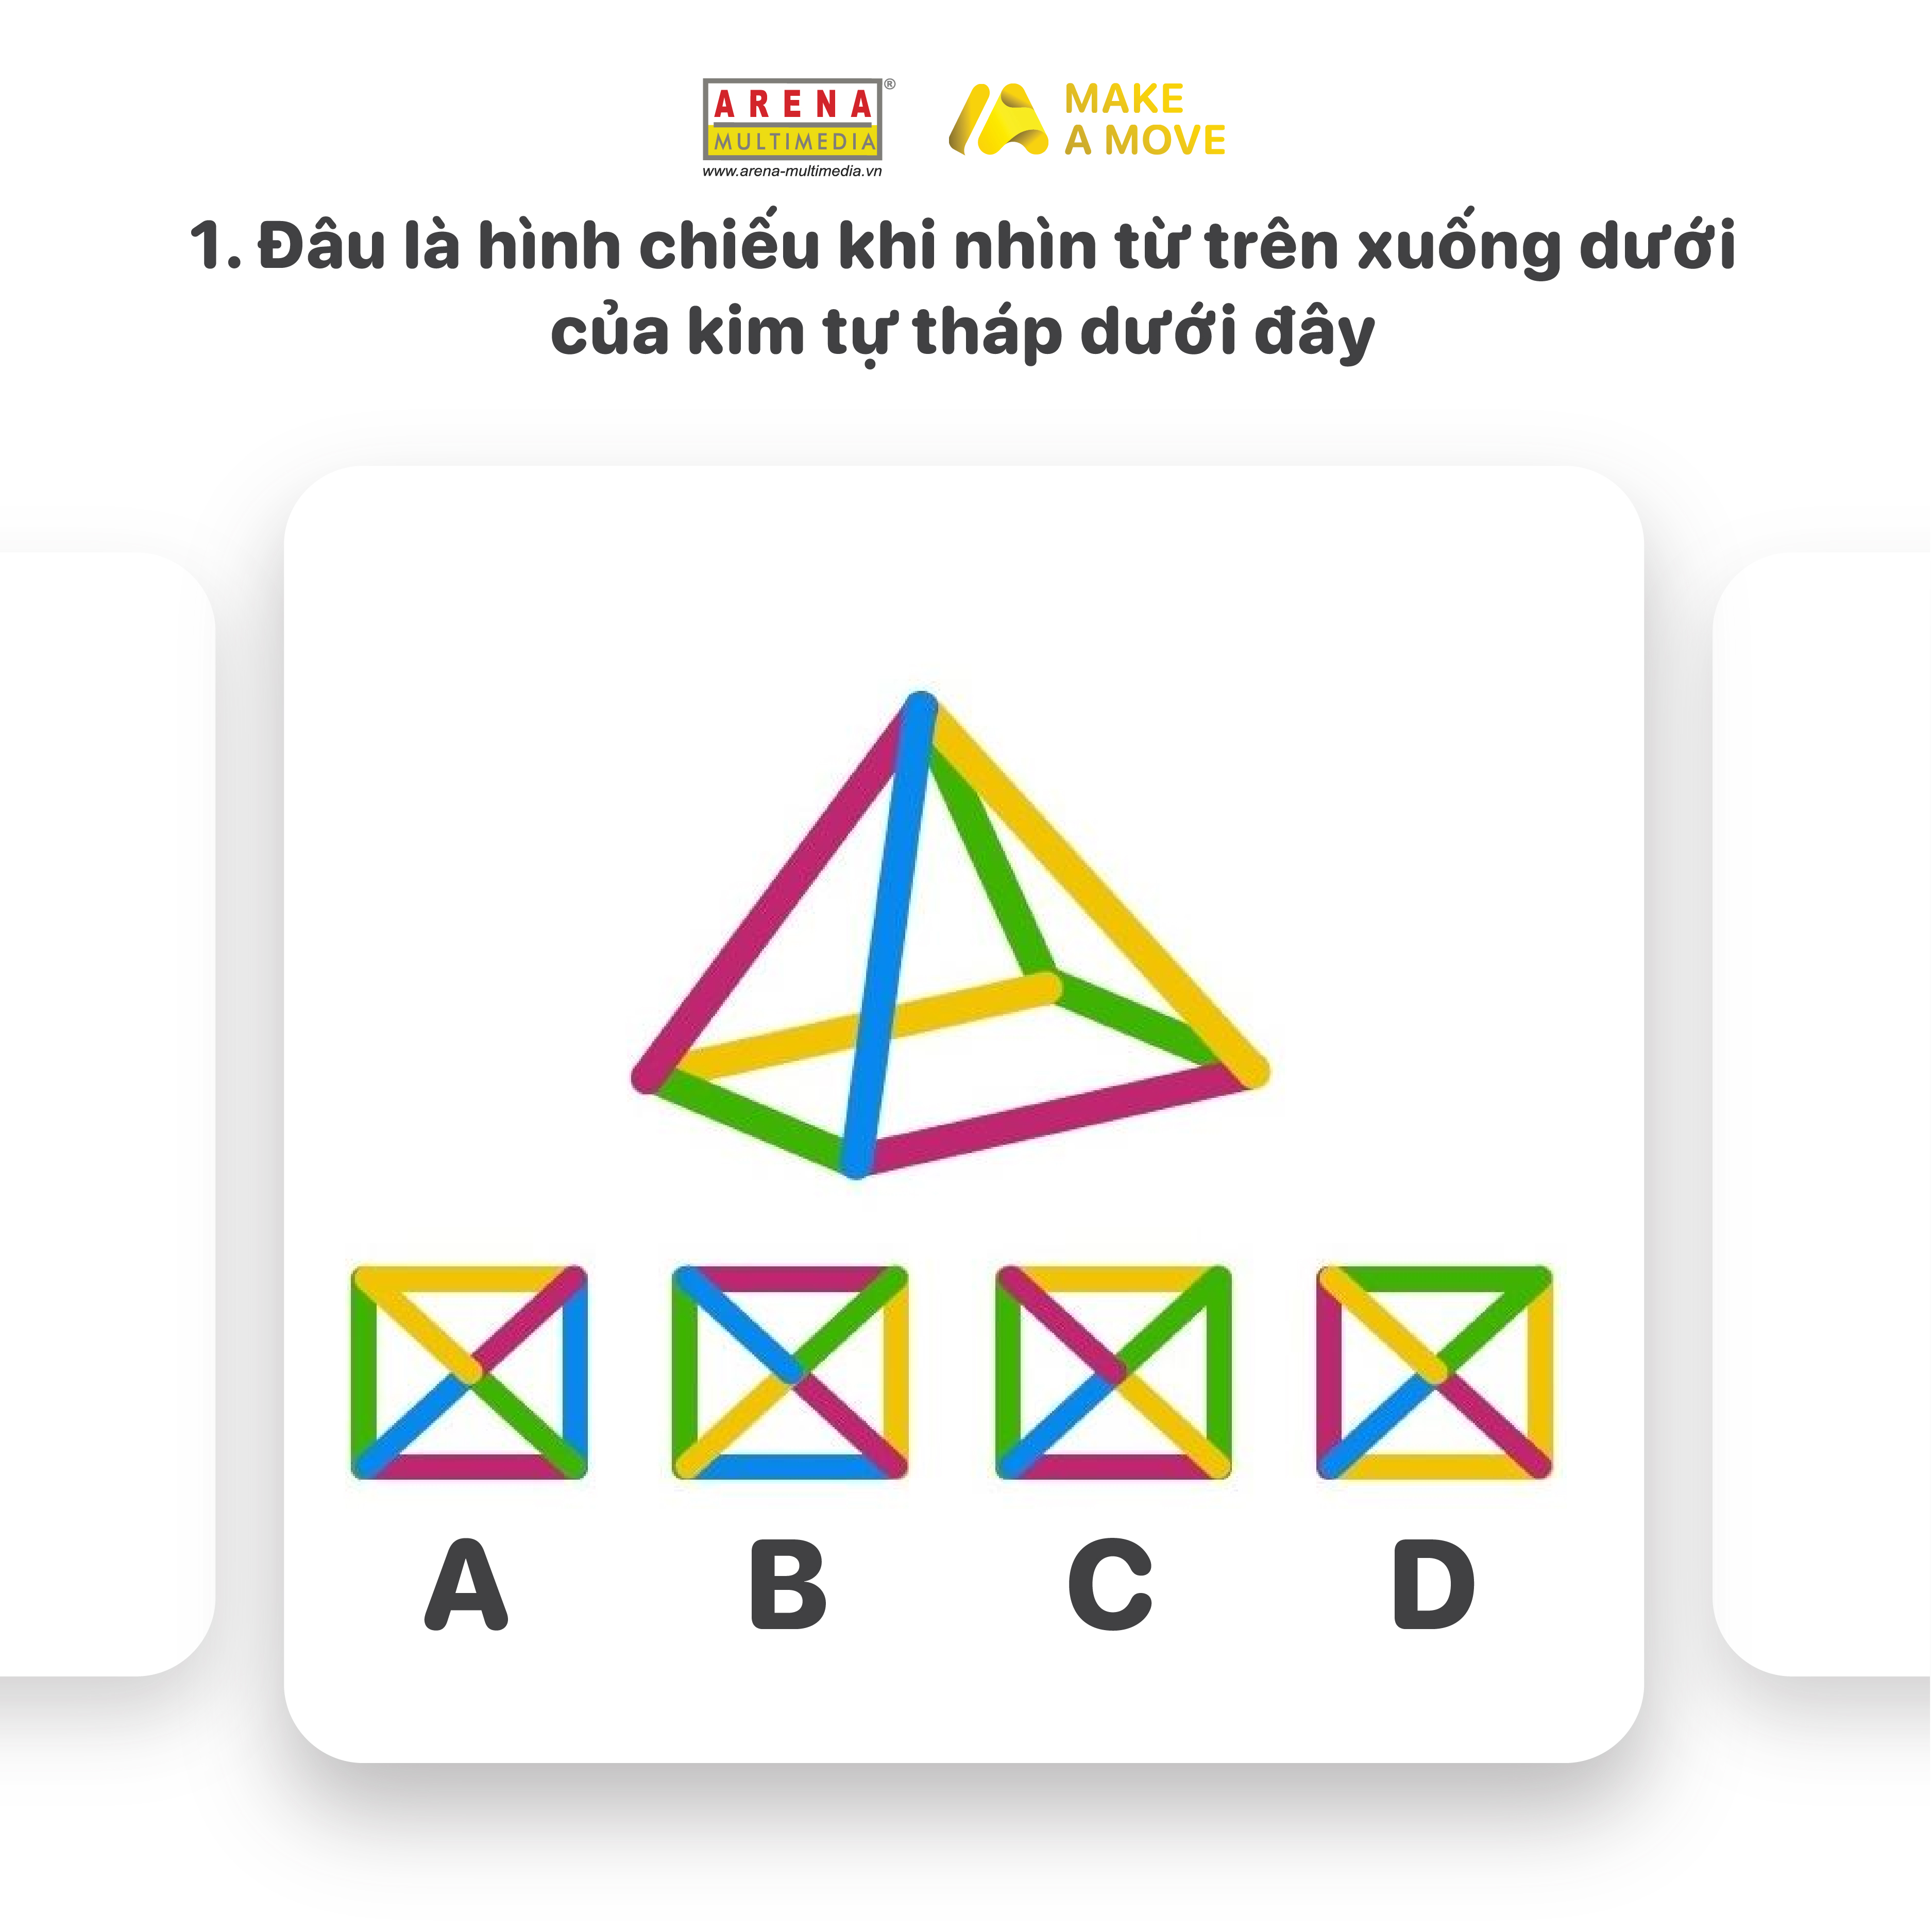 ARENA ®
MULTIMEDIA
www.arena-multimedia.vn
MAKE
A MOVE
1. Đâu là hình chiếu khi nhìn từ trên xuống dưới
của kim tự tháp dưới đây
A B C D